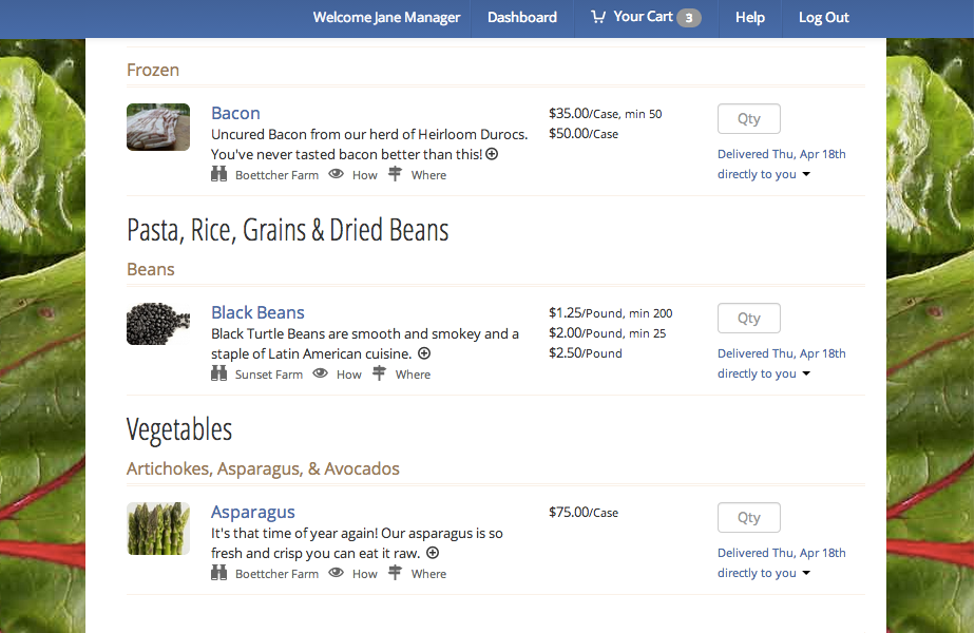 Welcome Jane Manager Dashboard Your Cart 3 Help Log Out
Frozen
Bacon
Uncured Bacon from our herd of Heirloom Durocs.
You've never tasted bacon better than this!
Boettcher Farm How Where
$35.00/Case, min 50
$50.00/Case
Qty
Delivered Thu, Apr 18th
directly to you
Pasta, Rice, Grains & Dried Beans
Beans
Black Beans
Black Turtle Beans are smooth and smokey and a
staple of Latin American cuisine.
Sunset Farm How Where
$1.25/Pound, min 200
$2.00/Pound, min 25
$2.50/Pound
Qty
Delivered Thu, Apr 18th
directly to you
Vegetables
Artichokes, Asparagus, & Avocados
Asparagus
It's that time of year again! Our asparagus is so
fresh and crisp you can eat it raw.
Boettcher Farm How Where
$75.00/Case
Qty
Delivered Thu, Apr 18th
directly to you